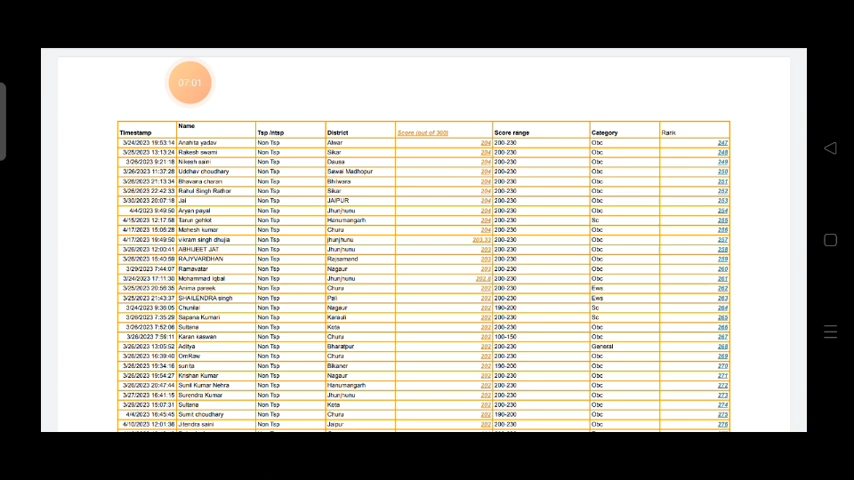 07:01
Timestamp Name Tsp /ntsp District Score (out of 300) Score range Category Rank
3/24/2023 19:53:14 Anahita yadav Non Tsp Alwar 204 200-230 Obc 247
3/25/2023 13:13:24 Rakesh swami Non Tsp Sikar 204 200-230 Obc 248
3/26/2023 9:21:18 Nikesh saini Non Tsp Dausa 204 200-230 Obc 249
3/26/2023 11:37:28 Uddhav choudhary Non Tsp Sawai Madhopur 204 200-230 Obc 250
3/28/2023 21:13:34 Bhavana charan Non Tsp Bhilwara 204 200-230 Obc 251
3/28/2023 22:42:33 Rahul Singh Rathor Non Tsp Sikar 204 200-230 Obc 252
3/30/2023 20:07:18 Jai Non Tsp JAIPUR 204 200-230 Obc 253
4/4/2023 9:49:50 Aryan payal Non Tsp Jhunjhunu 204 200-230 Obc 254
4/15/2023 12:17:58 Tarun gehlot Non Tsp Hanumangarh 204 200-230 Sc 255
4/17/2023 15:08:28 Mahesh kumar Non Tsp Churu 204 200-230 Obc 256
4/17/2023 19:49:50 vikram singh dhujia Non Tsp jhunjhunu 203.33 200-230 Obc 257
3/26/2023 12:00:41 ABHIJEET JAT Non Tsp Jhunjhunu 203 200-230 Obc 258
3/26/2023 15:40:58 RAJYVARDHAN Non Tsp Rajsamand 203 200-230 Obc 259
3/29/2023 7:44:07 Ramavatar Non Tsp Nagaur 203 200-230 Obc 260
3/24/2023 17:11:30 Mohammad Iqbal Non Tsp Jhunjhunu 202.6 200-230 Obc 261
3/25/2023 20:56:35 Anima pareek Non Tsp Churu 202 200-230 Ews 262
3/25/2023 21:43:37 SHAILENDRA singh Non Tsp Pali 202 200-230 Ews 263
3/24/2023 9:36:05 Chunilal Non Tsp Nagaur 202 190-200 Sc 264
3/26/2023 7:35:29 Sapana Kumari Non Tsp Karauli 202 200-230 Sc 265
3/26/2023 7:52:06 Sultana Non Tsp Kota 202 200-230 Obc 266
3/26/2023 7:59:11 Karan kaswan Non Tsp Churu 202 100-150 Obc 267
3/26/2023 13:05:52 Aditya Non Tsp Bharatpur 202 200-230 General 268
3/26/2023 16:39:40 OmRaw Non Tsp Churu 202 200-230 Obc 269
3/26/2023 19:34:16 sunita Non Tsp Bikaner 202 190-200 Obc 270
3/26/2023 19:54:27 Krishan Kumar Non Tsp Nagaur 202 200-230 Obc 271
3/26/2023 20:47:44 Sunil Kumar Nehra Non Tsp Hanumangarh 202 200-230 Obc 272
3/27/2023 16:41:15 Surendra Kumar Non Tsp Jhunjhunu 202 200-230 Obc 273
3/28/2023 15:07:31 Sultana Non Tsp Kota 202 200-230 Obc 274
4/4/2023 16:45:45 Sumit choudhary Non Tsp Churu 202 190-200 Obc 275
4/10/2023 12:01:38 Jitendra saini Non Tsp Jaipur 202 200-230 Obc 276